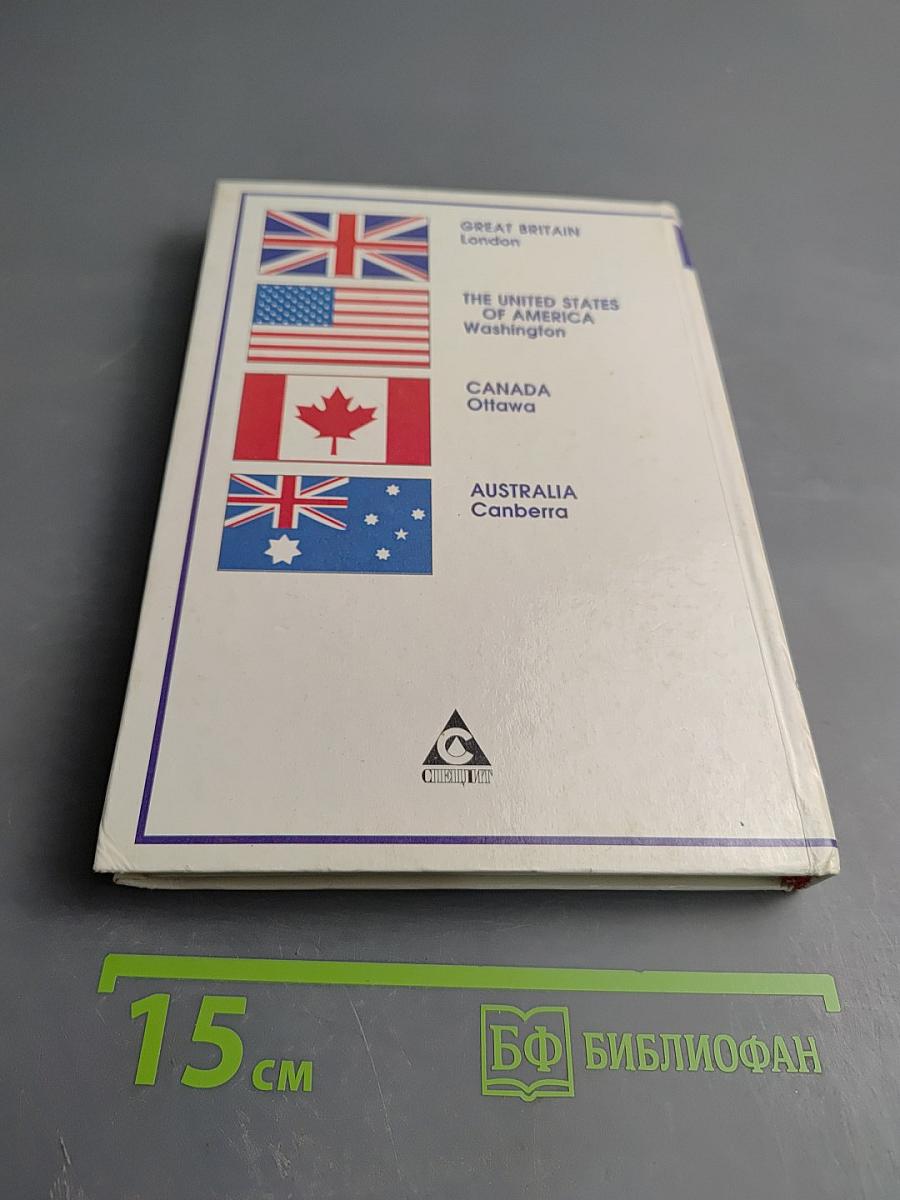 GREAT BRITAIN
London
THE UNITED STATES
OF AMERICA
Washington
CANADA
Ottawa
AUSTRALIA
Canberra
С
СПЕЦЛИТ
15 см
БФ БИБЛИОФАН